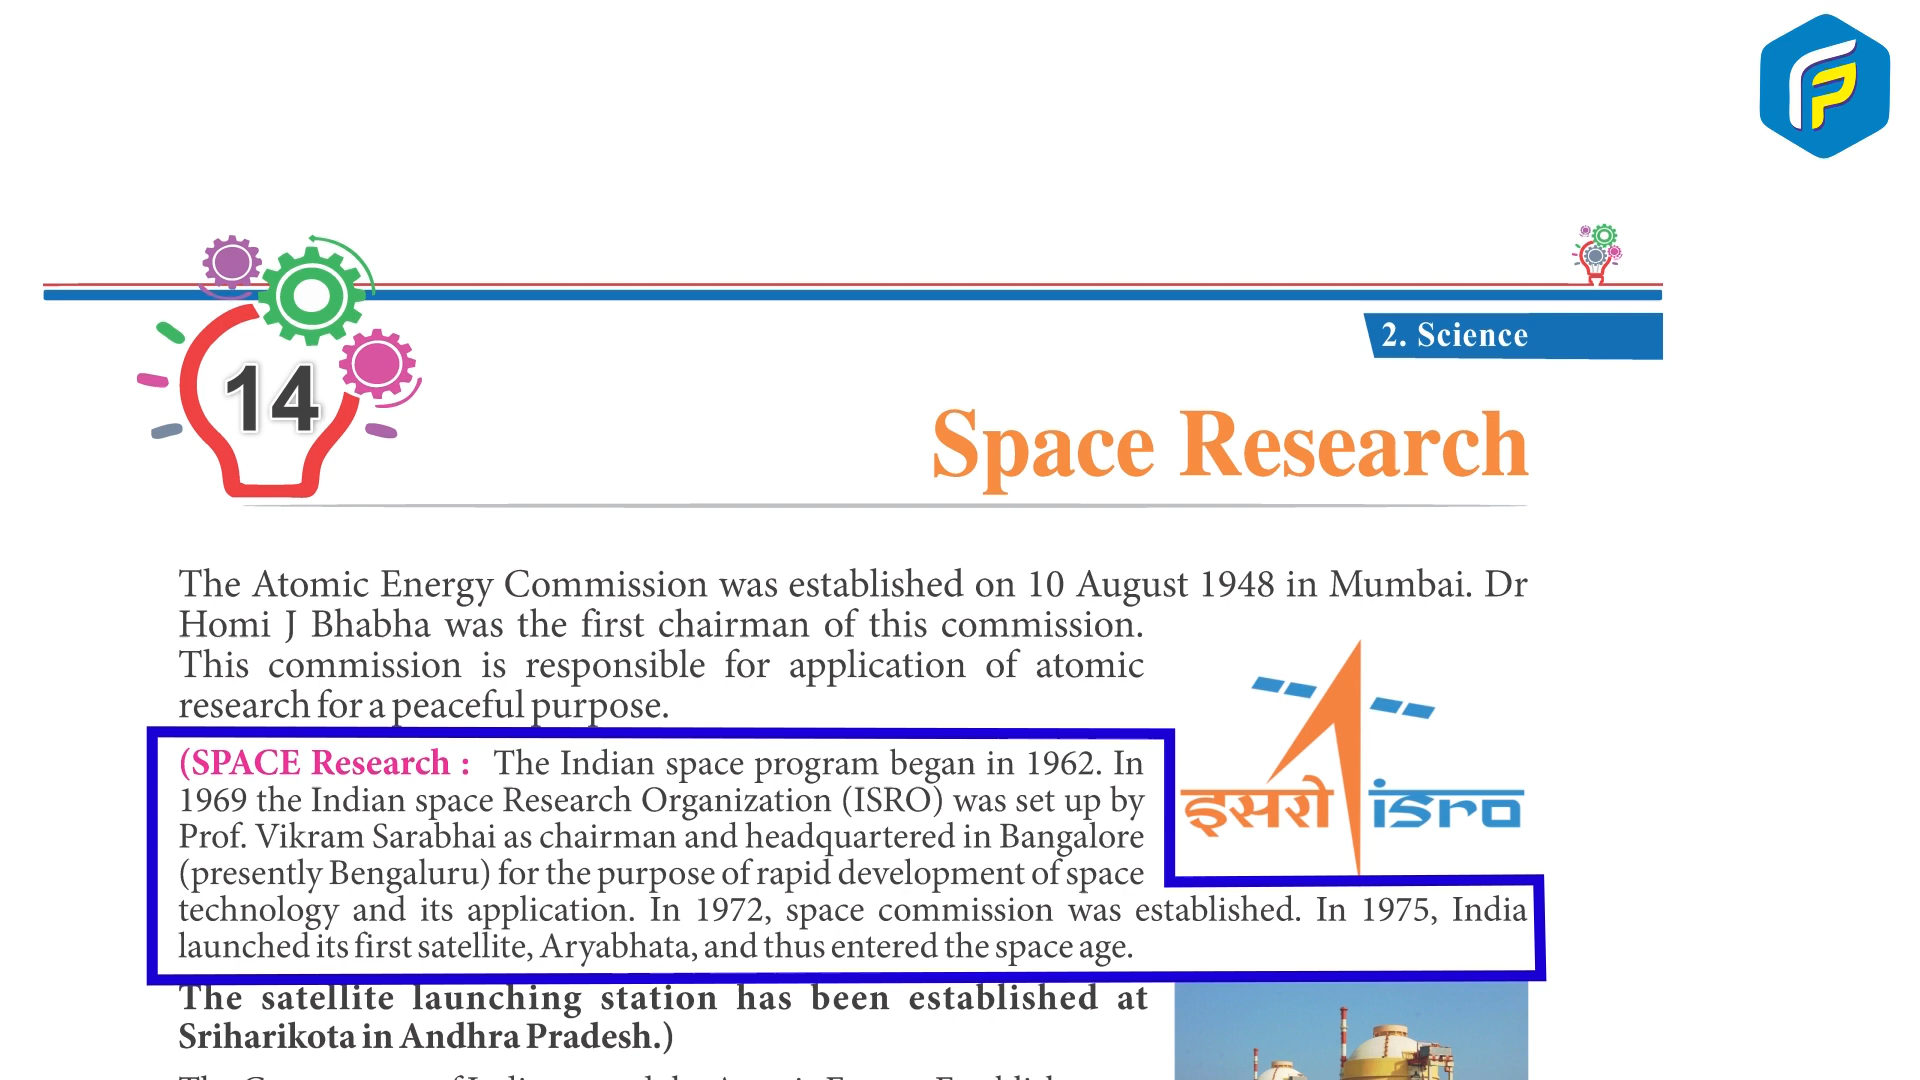 2. Science
14
Space Research
The Atomic Energy Commission was established on 10 August 1948 in Mumbai. Dr
Homi J Bhabha was the first chairman of this commission.
This commission is responsible for application of atomic
research for a peaceful purpose.
इसरो isro
(SPACE Research : The Indian space program began in 1962. In
1969 the Indian space Research Organization (ISRO) was set up by
Prof. Vikram Sarabhai as chairman and headquartered in Bangalore
(presently Bengaluru) for the purpose of rapid development of space
technology and its application. In 1972, space commission was established. In 1975, India
launched its first satellite, Aryabhata, and thus entered the space age.
The satellite launching station has been established at
Sriharikota in Andhra Pradesh.)